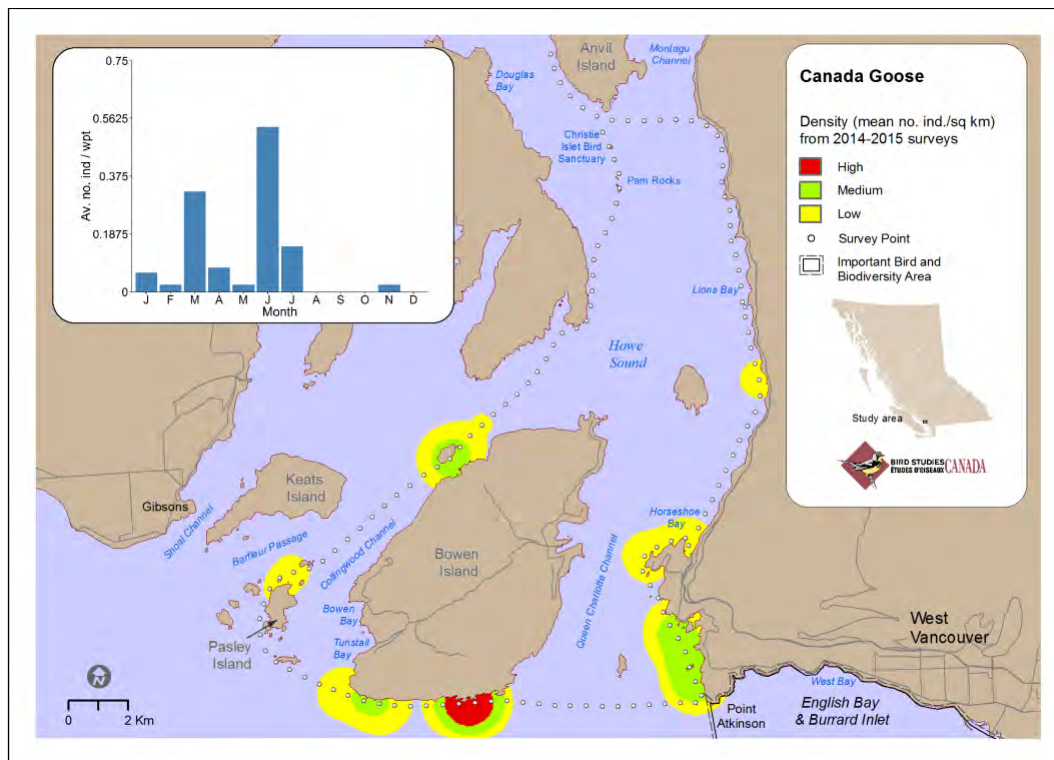 0.75
0.5625
0.375
0.1875
0
Av. no. ind / wpt
J F M A M J J A S O N D
Month
Anvil
Island
Montagu
Channel
Douglas
Bay
Christie
Islet Bird
Sanctuary
Pam Rocks
Lions Bay
Howe
Sound
Keats
Island
Gibsons
Shoal Channel
Barfleur Passage
Collingwood Channel
Horseshoe
Bay
Bowen
Island
Queen Charlotte Channel
Bowen
Bay
Tunstall
Bay
Pasley
Island
West
Vancouver
West Bay
English Bay
& Burrard Inlet
Point
Atkinson
N
0 2 Km
Canada Goose
Density (mean no. ind./sq km)
from 2014-2015 surveys
High
Medium
Low
Survey Point
Important Bird and
Biodiversity Area
Study area
BIRD STUDIES
ÉTUDES D'OISEAUX CANADA